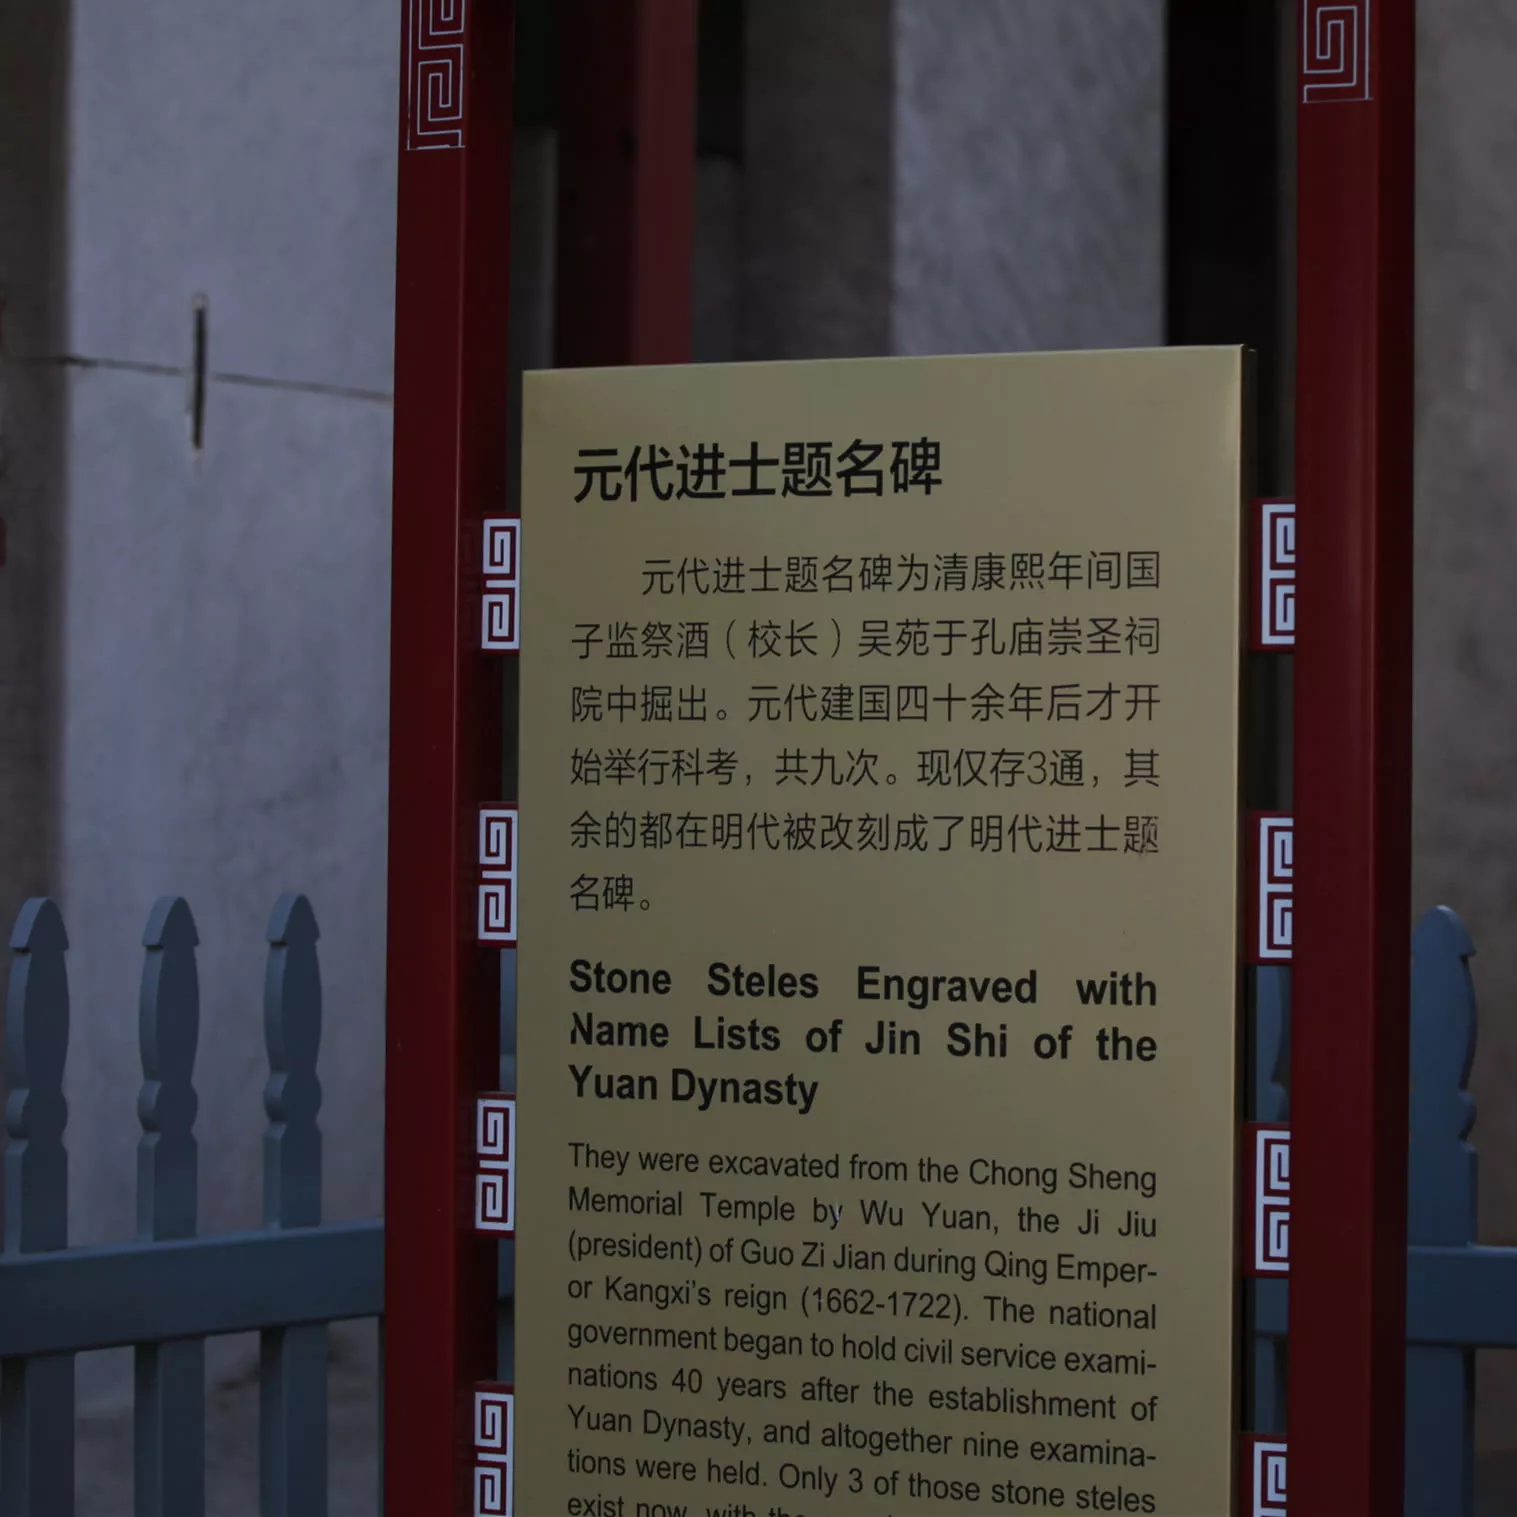 元代进士题名碑
元代进士题名碑为清康熙年间国
子监祭酒（校长）吴苑于孔庙崇圣祠
院中掘出。元代建国四十余年后才开
始举行科考，共九次。现仅存3通，其
余的都在明代被改刻成了明代进士题
名碑。
Stone Steles Engraved with
Name Lists of Jin Shi of the
Yuan Dynasty
They were excavated from the Chong Sheng
Memorial Temple by Wu Yuan, the Ji Jiu
(president) of Guo Zi Jian during Qing Emper-
or Kangxi's reign (1662-1722). The national
government began to hold civil service exami-
nations 40 years after the establishment of
Yuan Dynasty, and altogether nine examina-
tions were held. Only 3 of those stone steles
exist now, with the